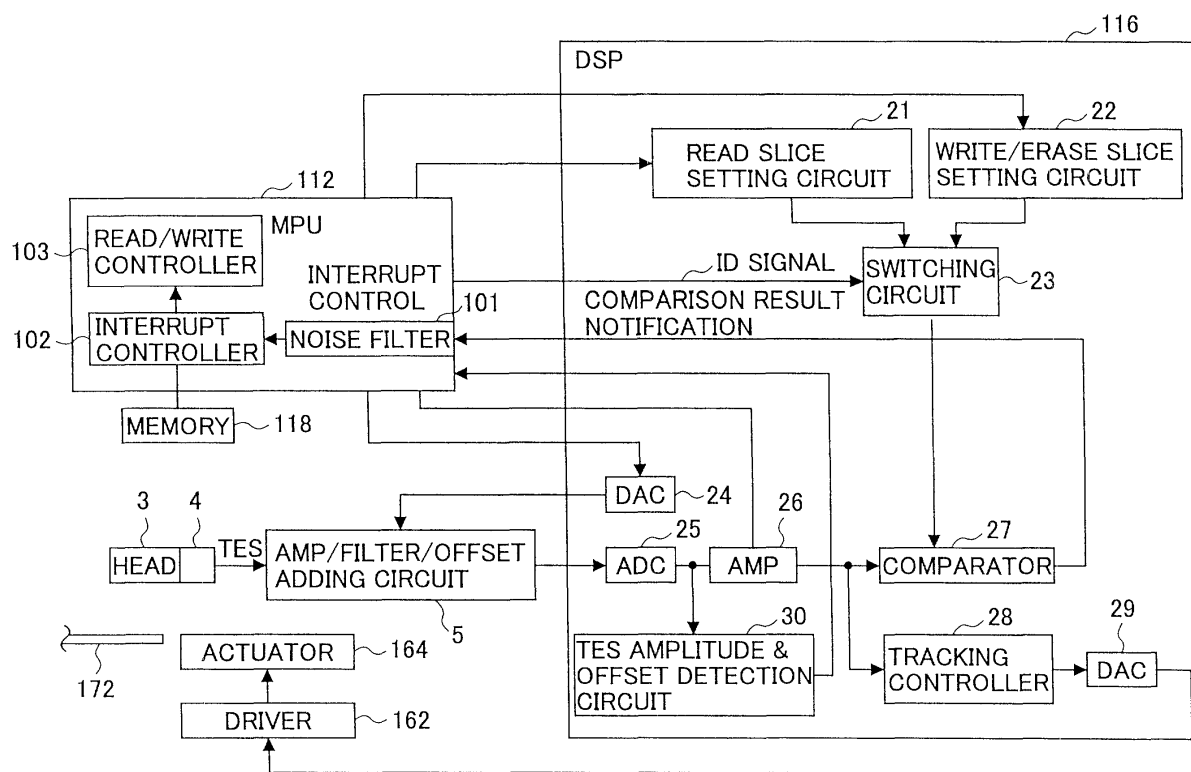 116
DSP
21
22
READ SLICE
SETTING CIRCUIT
WRITE/ERASE SLICE
SETTING CIRCUIT
112
MPU
103
READ/WRITE
CONTROLLER
INTERRUPT
CONTROL
ID SIGNAL
SWITCHING
CIRCUIT
23
COMPARISON RESULT
NOTIFICATION
101
102
INTERRUPT
CONTROLLER
NOISE FILTER
MEMORY
118
DAC
24
3
4
25
26
27
HEAD
TES
AMP/FILTER/OFFSET
ADDING CIRCUIT
ADC
AMP
COMPARATOR
5
30
28
29
172
ACTUATOR
164
TES AMPLITUDE &
OFFSET DETECTION
CIRCUIT
TRACKING
CONTROLLER
DAC
DRIVER
162